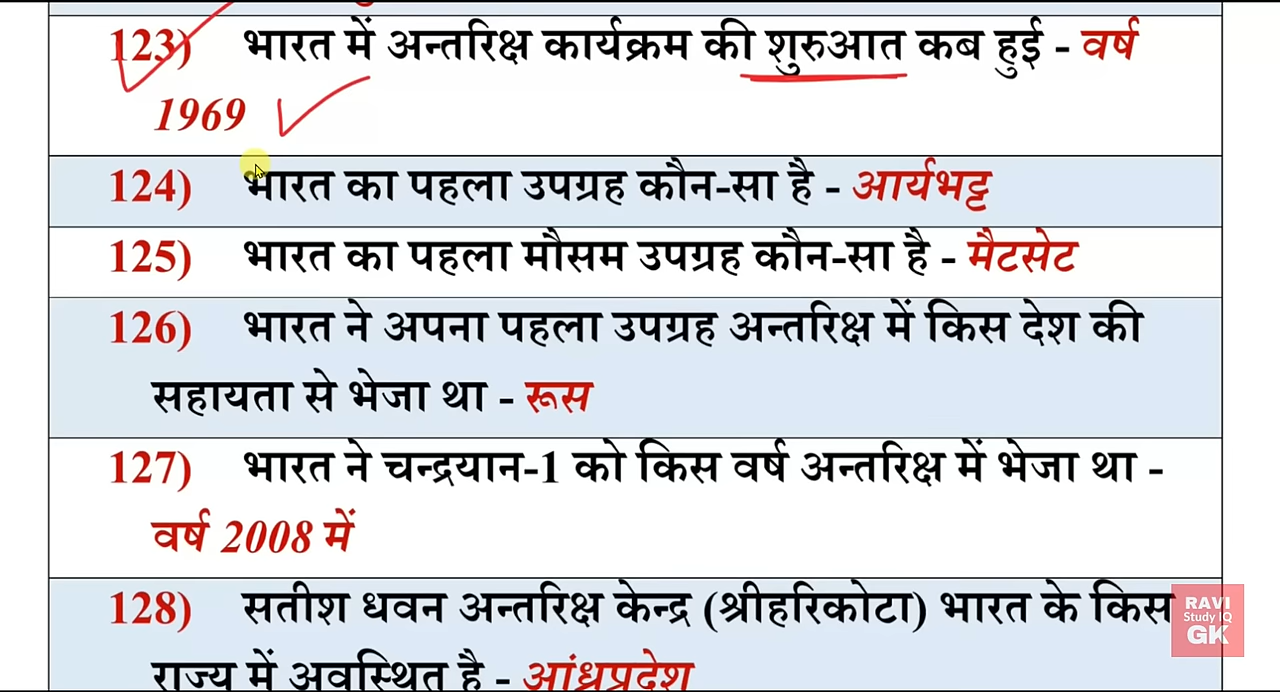 123) भारत में अन्तरिक्ष कार्यक्रम की शुरुआत कब हुई - वर्ष
1969
124) भारत का पहला उपग्रह कौन-सा है - आर्यभट्ट
125) भारत का पहला मौसम उपग्रह कौन-सा है - मैटसेट
126) भारत ने अपना पहला उपग्रह अन्तरिक्ष में किस देश की
सहायता से भेजा था - रूस
127) भारत ने चन्द्रयान-1 को किस वर्ष अन्तरिक्ष में भेजा था -
वर्ष 2008 में
128) सतीश धवन अन्तरिक्ष केन्द्र (श्रीहरिकोटा) भारत के किस
राज्य में अवस्थित है - आंध्रप्रदेश
RAVI
Study IQ
GK